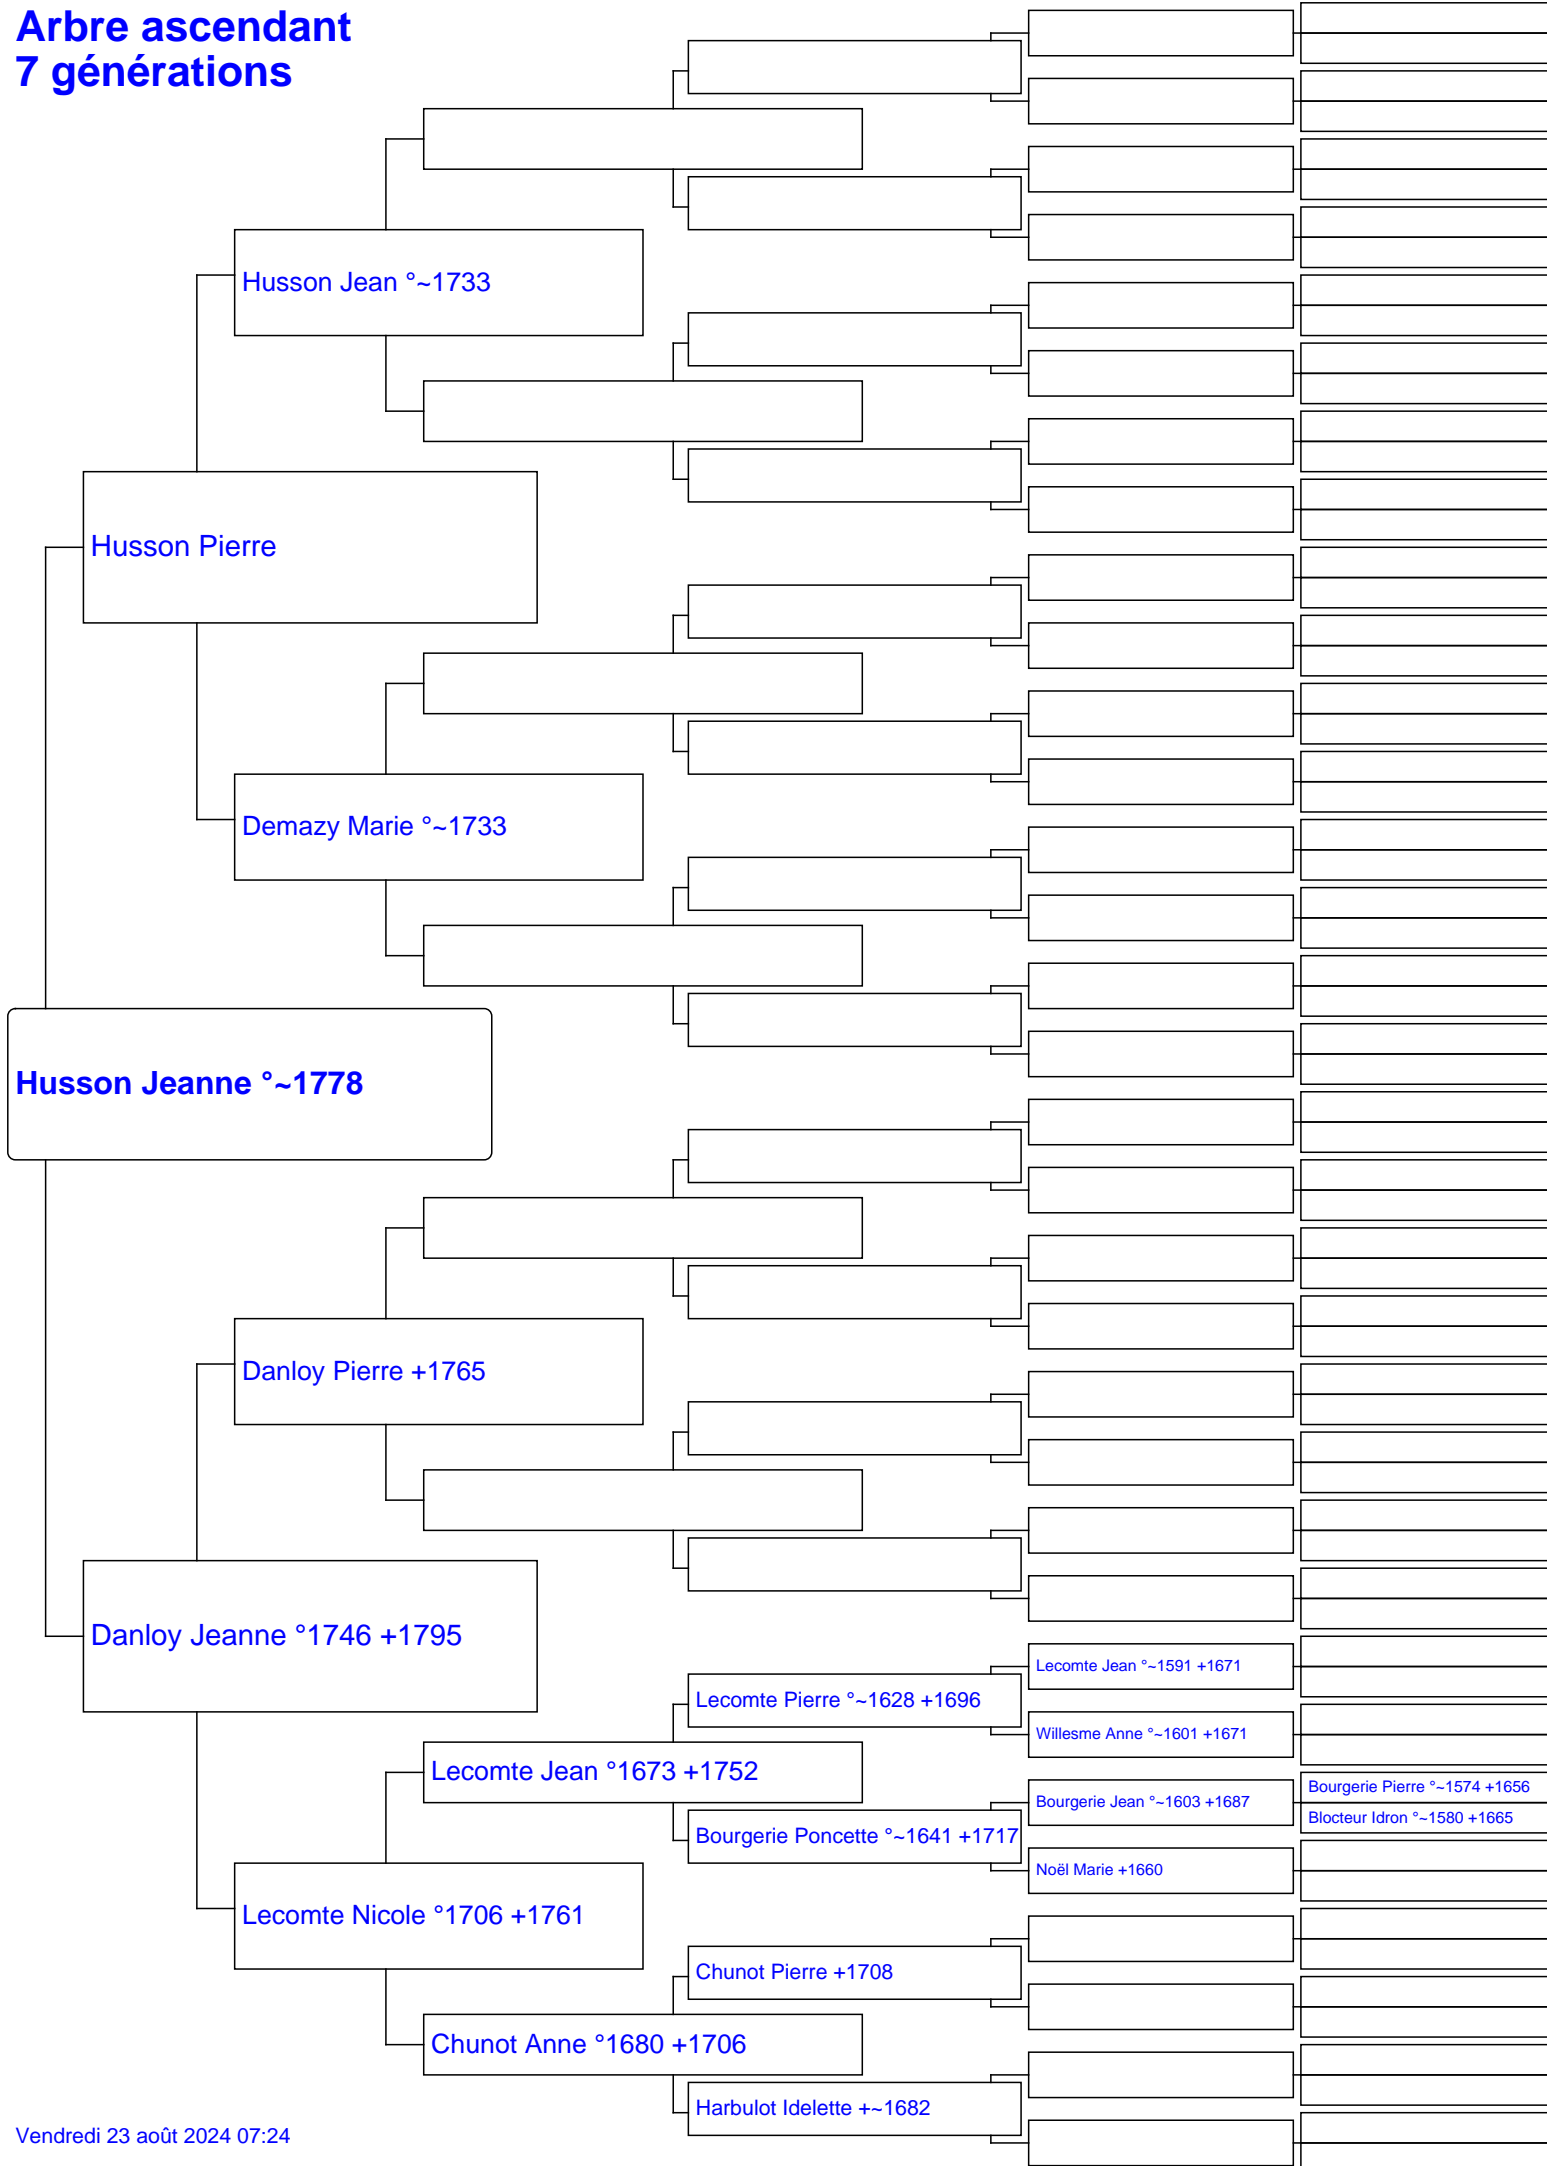 Arbre ascendant
7 générations
Husson Jean °~1733
Husson Pierre
Demazy Marie °~1733
Husson Jeanne °~1778
Danloy Pierre +1765
Danloy Jeanne °1746 +1795
Lecomte Jean °~1591 +1671
Lecomte Pierre °~1628 +1696
Willesme Anne °~1601 +1671
Lecomte Jean °1673 +1752
Bourgerie Pierre °~1574 +1656
Bourgerie Jean °~1603 +1687
Blocteur Idron °~1580 +1665
Bourgerie Poncette °~1641 +1717
Noël Marie +1660
Lecomte Nicole °1706 +1761
Chunot Pierre +1708
Chunot Anne °1680 +1706
Harbulot Idelette +~1682
Vendredi 23 août 2024 07:24